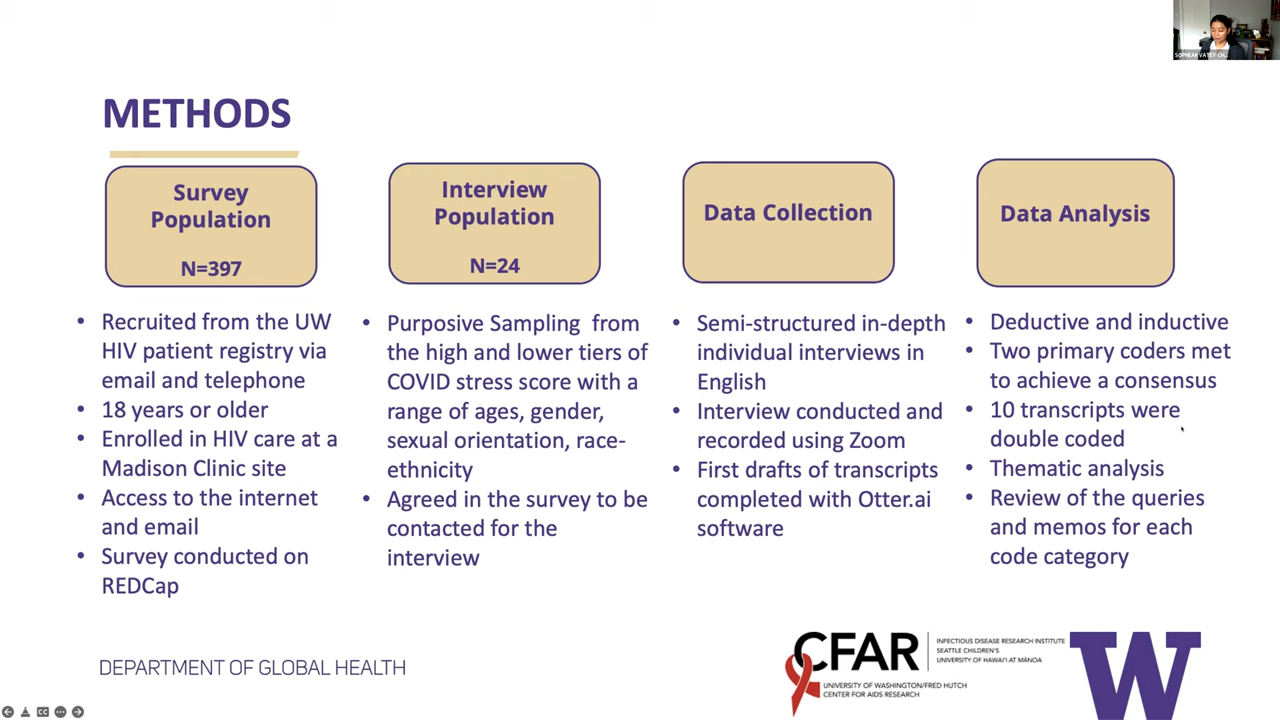 SOPHEAK VATEY CH...
METHODS
Survey
Population
N=397
Interview
Population
N=24
Data Collection
Data Analysis
• Recruited from the UW
HIV patient registry via
email and telephone
• 18 years or older
• Enrolled in HIV care at a
Madison Clinic site
• Access to the internet
and email
• Survey conducted on
REDCap
• Purposive Sampling from
the high and lower tiers of
COVID stress score with a
range of ages, gender,
sexual orientation, race-
ethnicity
• Agreed in the survey to be
contacted for the
interview
• Semi-structured in-depth
individual interviews in
English
• Interview conducted and
recorded using Zoom
• First drafts of transcripts
completed with Otter.ai
software
• Deductive and inductive
• Two primary coders met
to achieve a consensus
• 10 transcripts were
double coded
• Thematic analysis
• Review of the queries
and memos for each
code category
DEPARTMENT OF GLOBAL HEALTH
CFAR
UNIVERSITY OF WASHINGTON/FRED HUTCH
CENTER FOR AIDS RESEARCH
INFECTIOUS DISEASE RESEARCH INSTITUTE
SEATTLE CHILDREN'S
UNIVERSITY OF HAWAI'I AT MĀNOA
W
CC